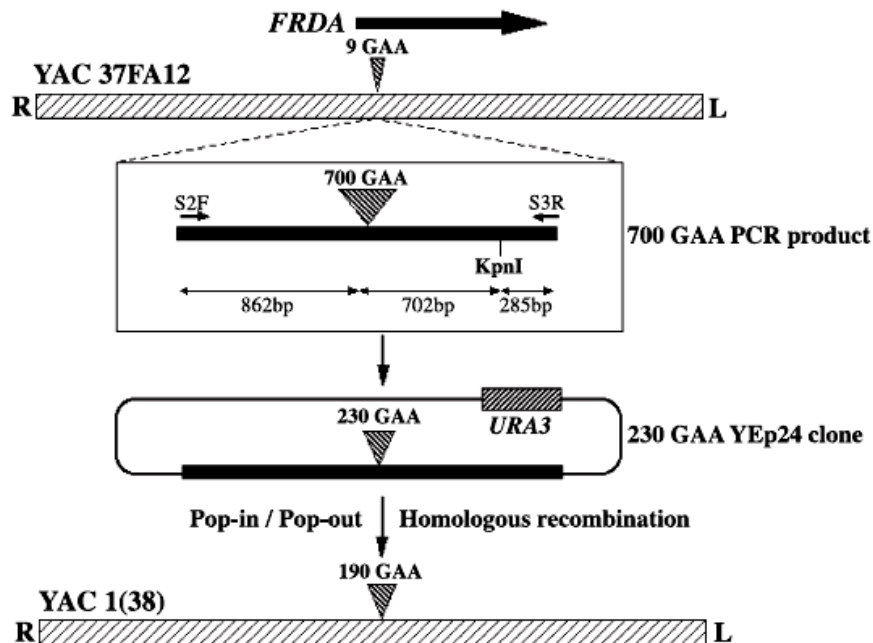 FRDA
9 GAA
YAC 37FA12
R L
700 GAA
S2F S3R
700 GAA PCR product
KpnI
862bp 702bp 285bp
230 GAA
URA3
230 GAA YEp24 clone
Pop-in / Pop-out Homologous recombination
190 GAA
YAC 1(38)
R L